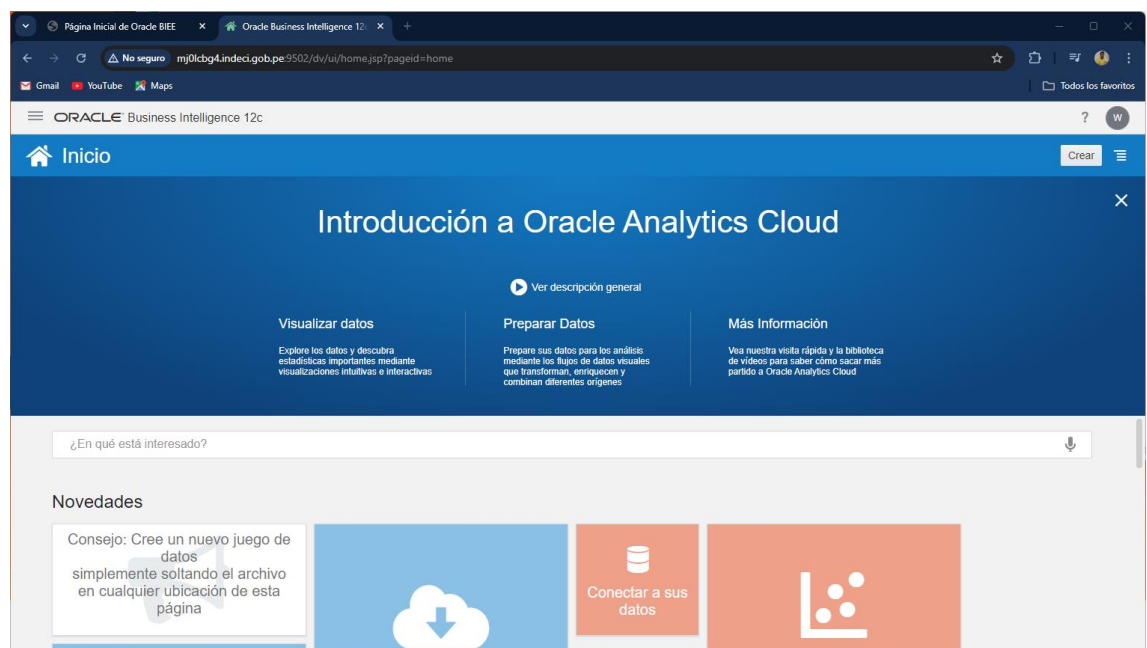 Página Inicial de Oracle BIEE
Oracle Business Intelligence 12c
No seguro mj0lcbg4.indeci.gob.pe:9502/dv/ui/home.jsp?pageid=home
Gmail YouTube Maps Todos los favoritos
ORACLE Business Intelligence 12c ? W
Inicio Crear
Introducción a Oracle Analytics Cloud
Ver descripción general
Visualizar datos
Explore los datos y descubra
estadísticas importantes mediante
visualizaciones intuitivas e interactivas
Preparar Datos
Prepare sus datos para los análisis
mediante los flujos de datos visuales
que transforman, enriquecen y
combinan diferentes orígenes
Más Información
Vea nuestra visita rápida y la biblioteca
de vídeos para saber cómo sacar más
partido a Oracle Analytics Cloud
¿En qué está interesado?
Novedades
Consejo: Cree un nuevo juego de
datos
simplemente soltando el archivo
en cualquier ubicación de esta
página
Conectar a sus
datos